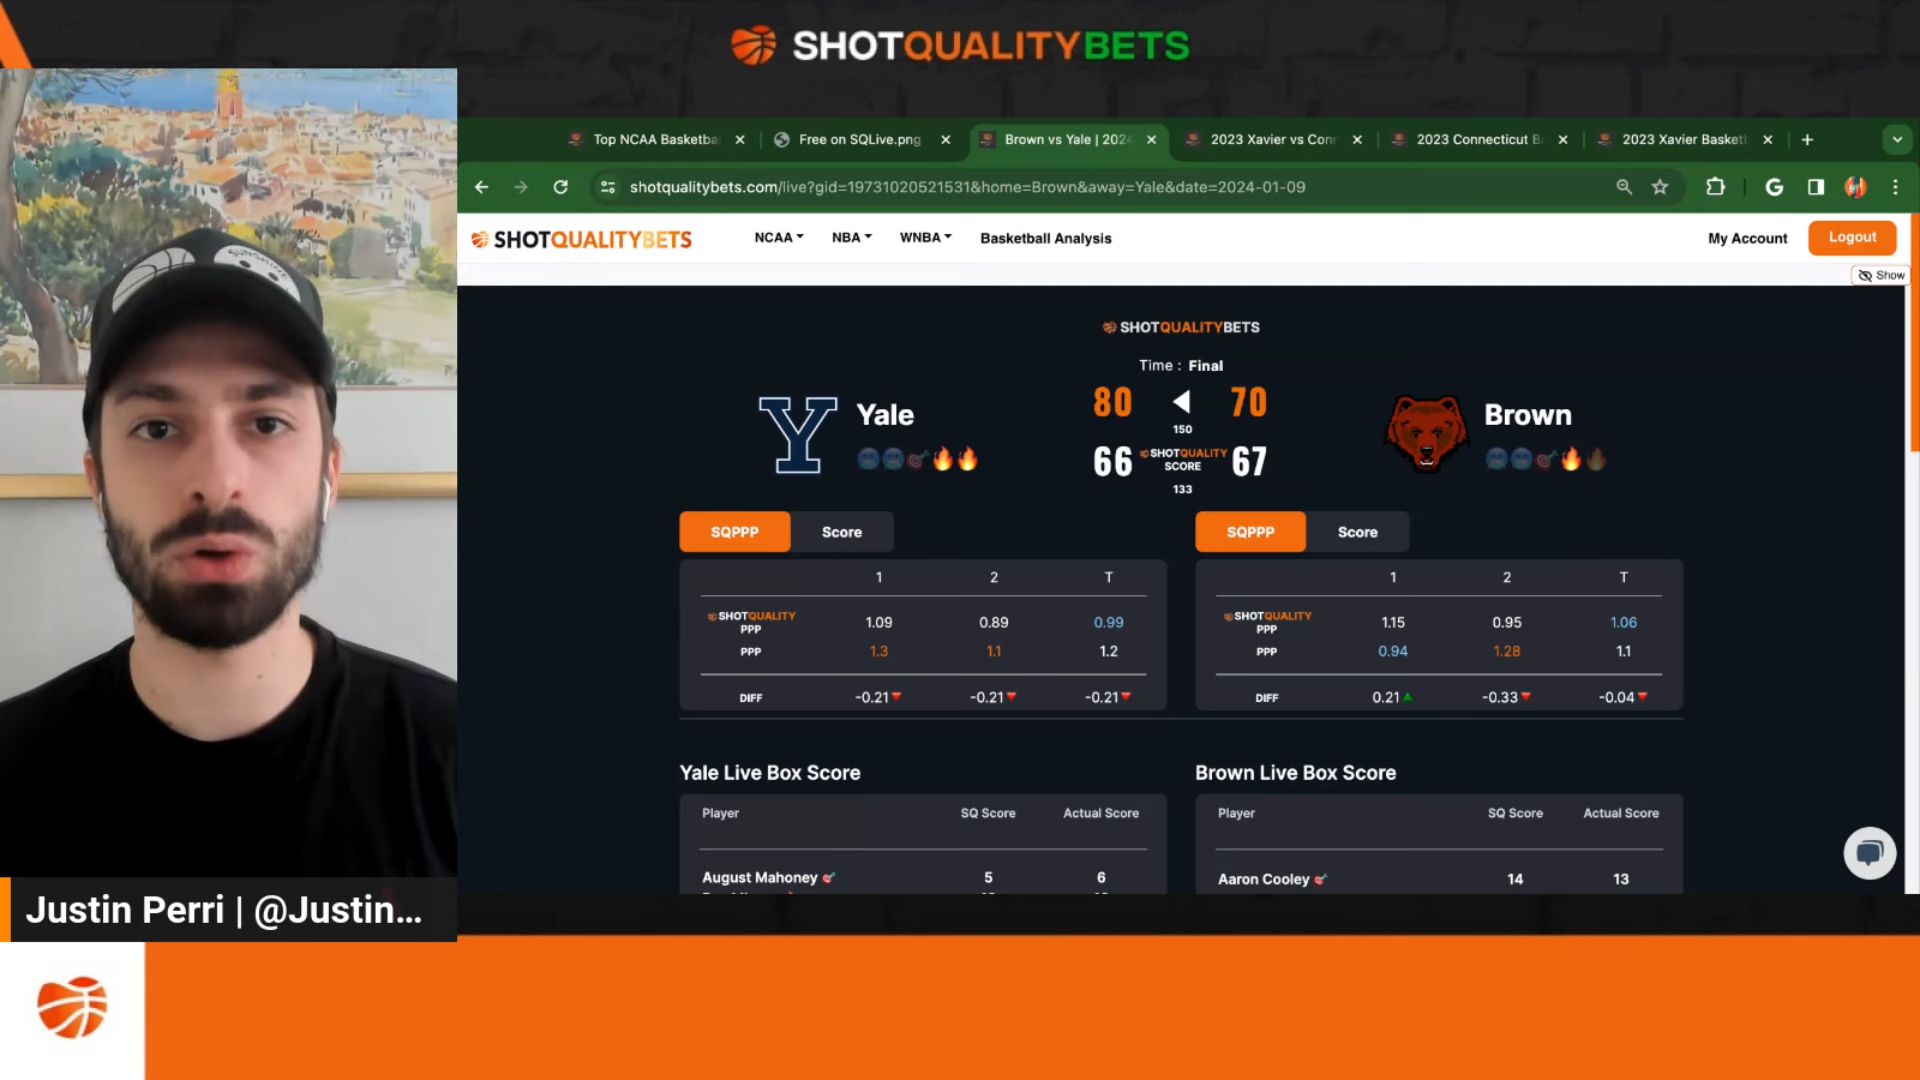 SHOTQUALITYBETS
Top NCAA Basketba
Free on SQLive.png
Brown vs Yale | 2024
2023 Xavier vs Conn
2023 Connecticut B
2023 Xavier Basket
shotqualitybets.com/live?gid=19731020521531&home=Brown&away=Yale&date=2024-01-09
G
SHOTQUALITYBETS
NCAA
NBA
WNBA
Basketball Analysis
My Account
Logout
Show
SUNSHINE
SHOTQUALITYBETS
Time : Final
Y
Yale
80
70
150
Brown
66
SHOTQUALITY
SCORE
67
133
SQPPP Score
1 2 T
SHOTQUALITY
PPP
1.09 0.89 0.99
PPP 1.3 1.1 1.2
DIFF -0.21 -0.21 -0.21
SQPPP Score
1 2 T
SHOTQUALITY
PPP
1.15 0.95 1.06
PPP 0.94 1.28 1.1
DIFF 0.21 -0.33 -0.04
Yale Live Box Score
Player SQ Score Actual Score
August Mahoney 5 6
Brown Live Box Score
Player SQ Score Actual Score
Aaron Cooley 14 13
Justin Perri | @Justin...